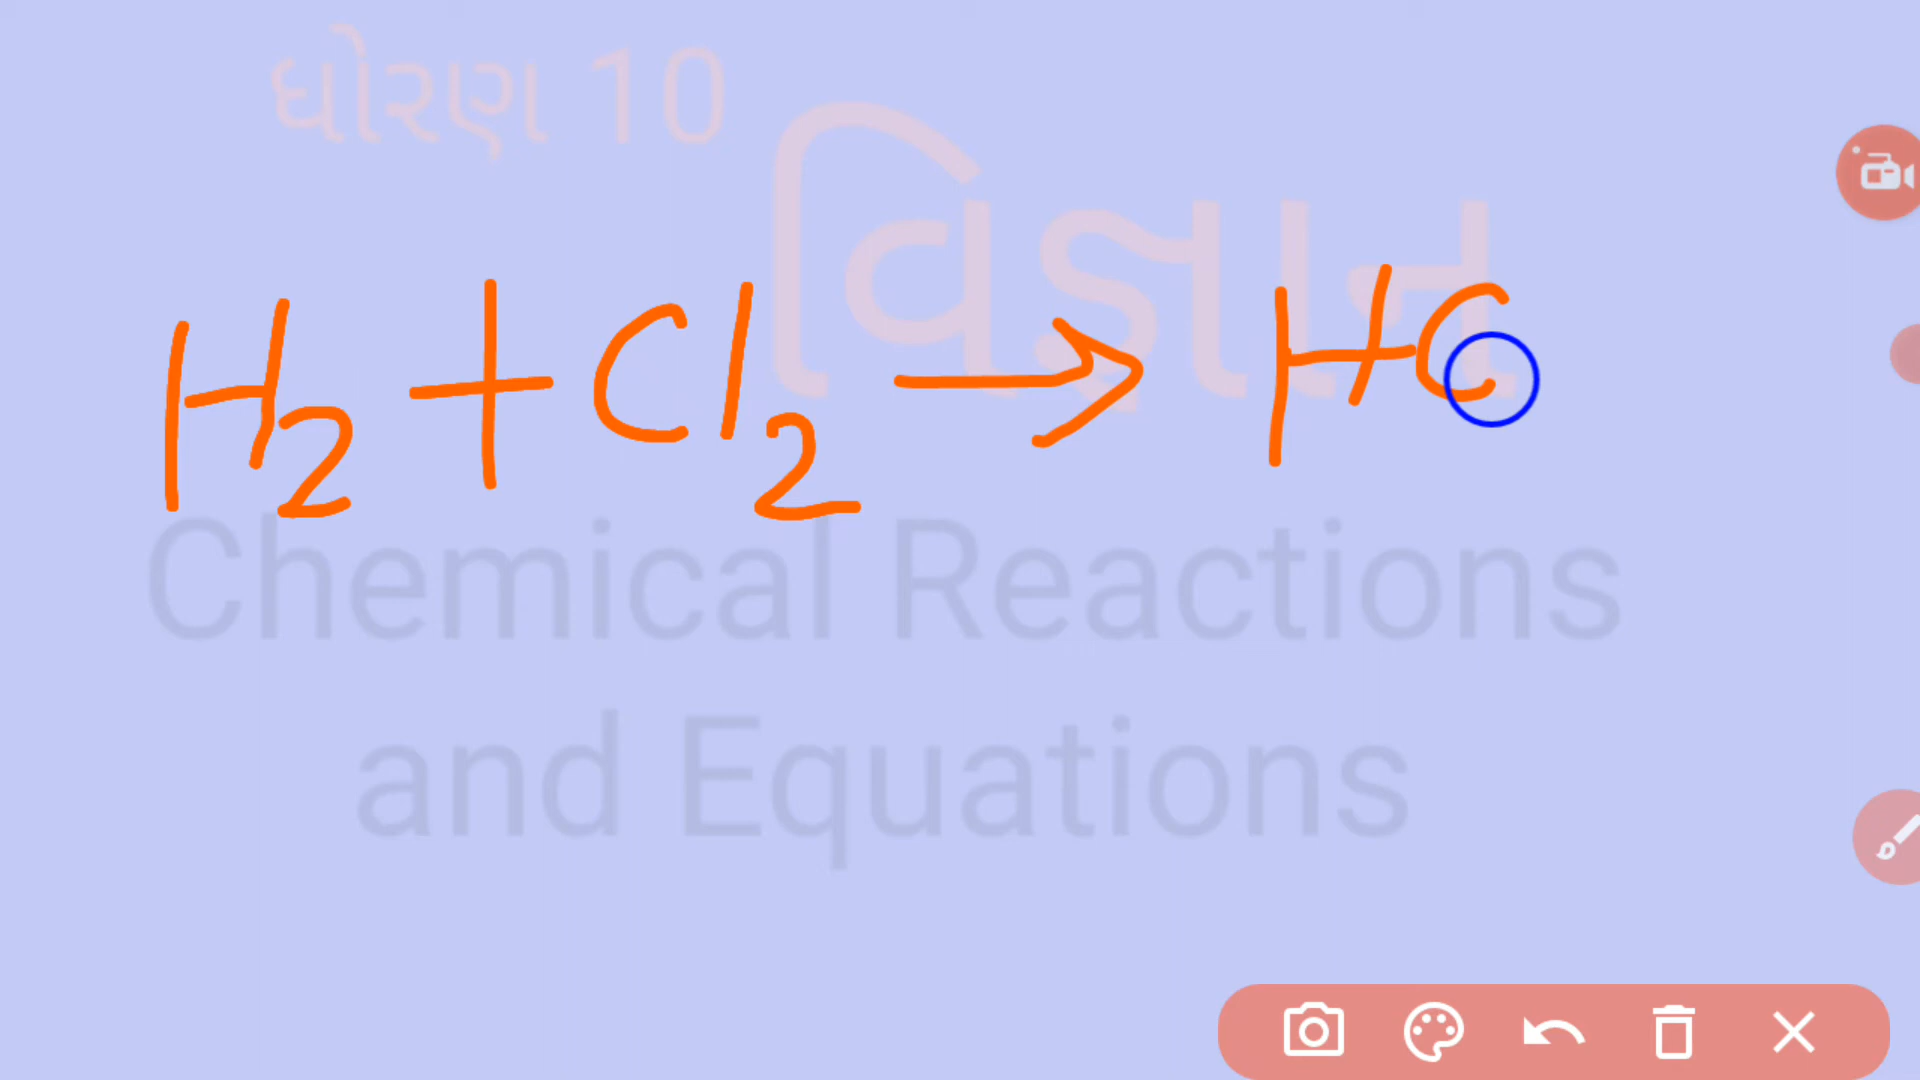 ધોરણ 10
વિજ્ઞાન
H₂ + Cl₂ → HC
Chemical Reactions
and Equations